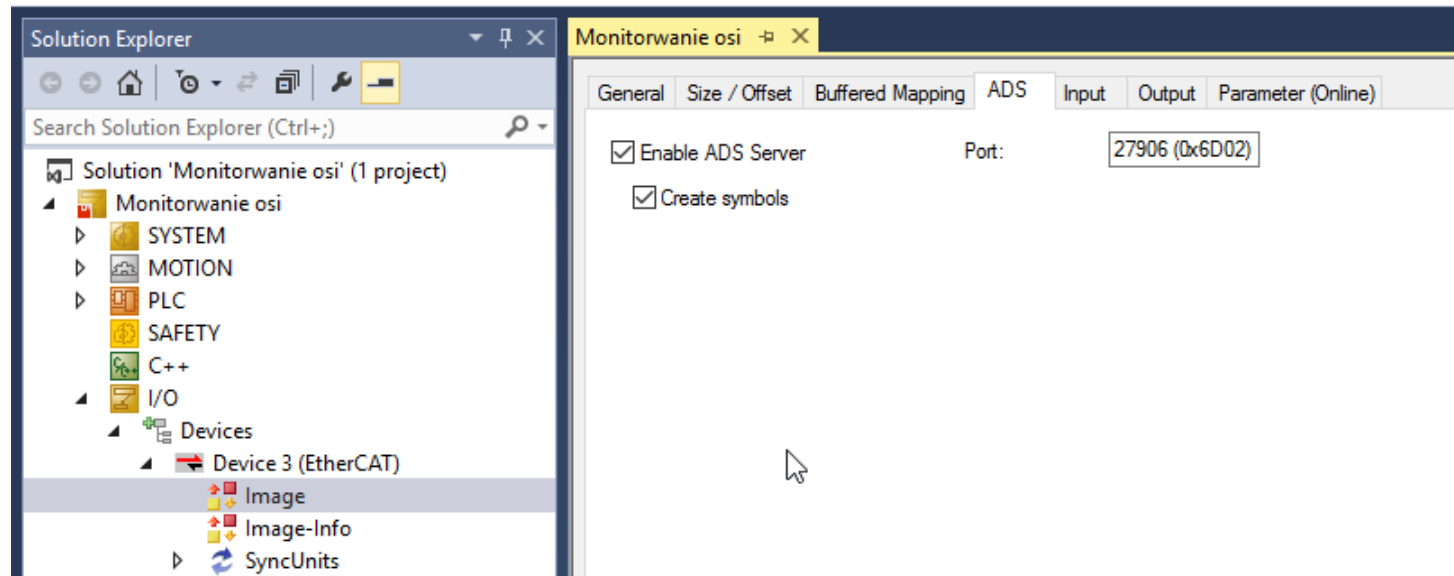 Solution Explorer
Search Solution Explorer (Ctrl+;)
Solution 'Monitorwanie osi' (1 project)
Monitorwanie osi
SYSTEM
MOTION
PLC
SAFETY
C++
I/O
Devices
Device 3 (EtherCAT)
Image
Image-Info
SyncUnits
Monitorwanie osi
General Size / Offset Buffered Mapping ADS Input Output Parameter (Online)
Enable ADS Server Port: 27906 (0x6D02)
Create symbols